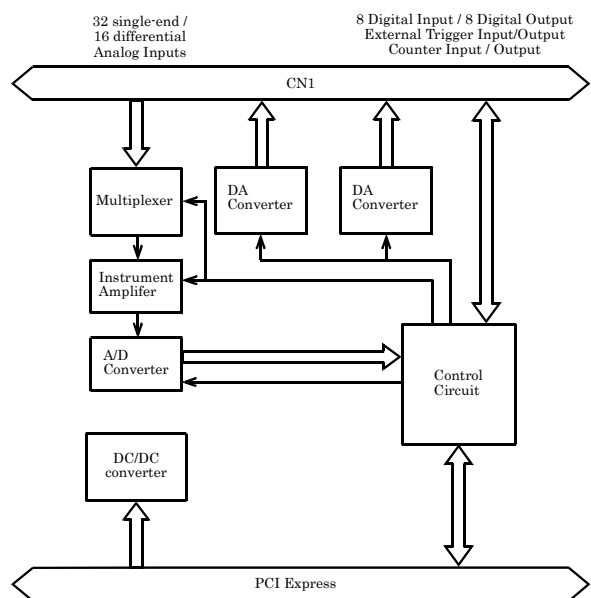 32 single-end /
16 differential
Analog Inputs
8 Digital Input / 8 Digital Output
External Trigger Input/Output
Counter Input / Output
CN1
Multiplexer
DA
Converter
DA
Converter
Instrument
Amplifer
A/D
Converter
Control
Circuit
DC/DC
converter
PCI Express